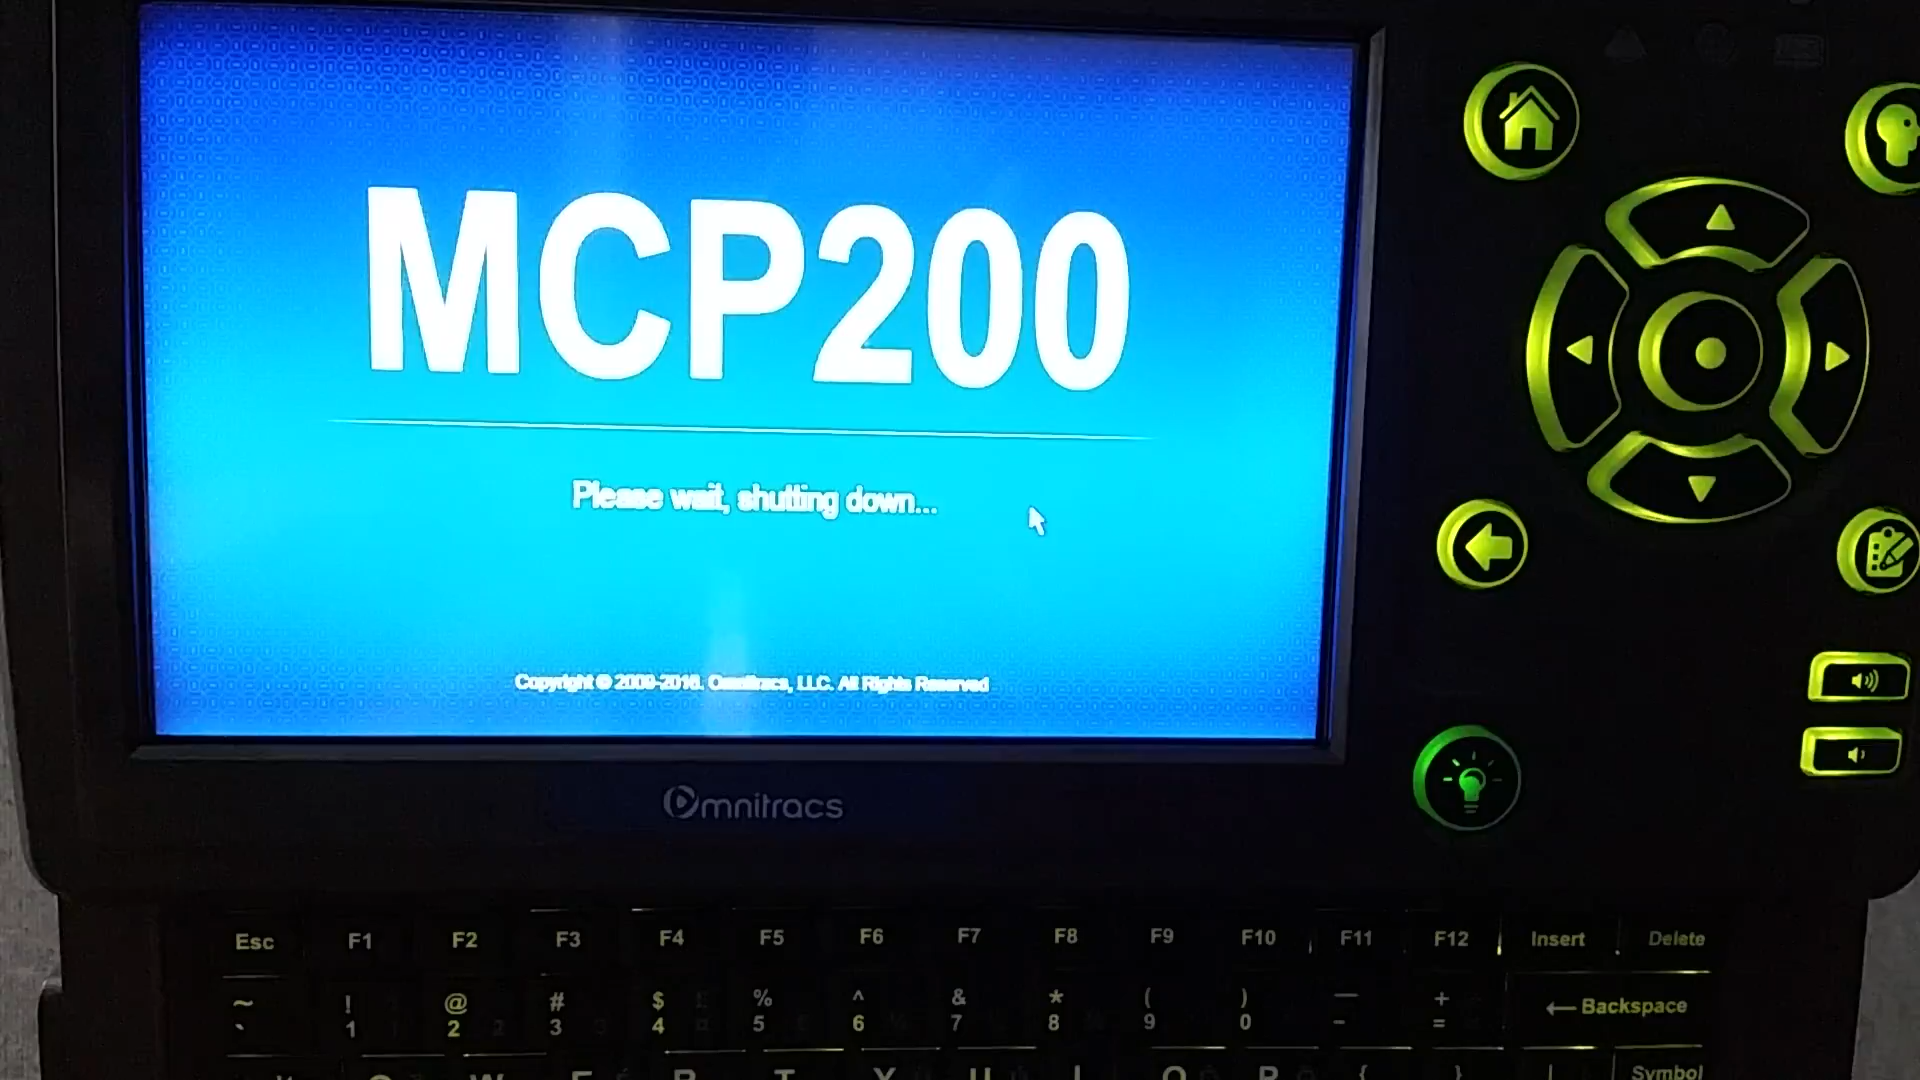 MCP200
Please wait, shutting down...
Copyright © 2009-2016. Omnitracs, LLC. All Rights Reserved
Omnitracs
Esc F1 F2 F3 F4 F5 F6 F7 F8 F9 F10 F11 F12 Insert Delete
~ ! @ # $ % ^ & * ( ) — + ←Backspace
` 1 2 3 4 5 6 7 8 9 0 - =
W E R T Y U I O P { } | Symbol